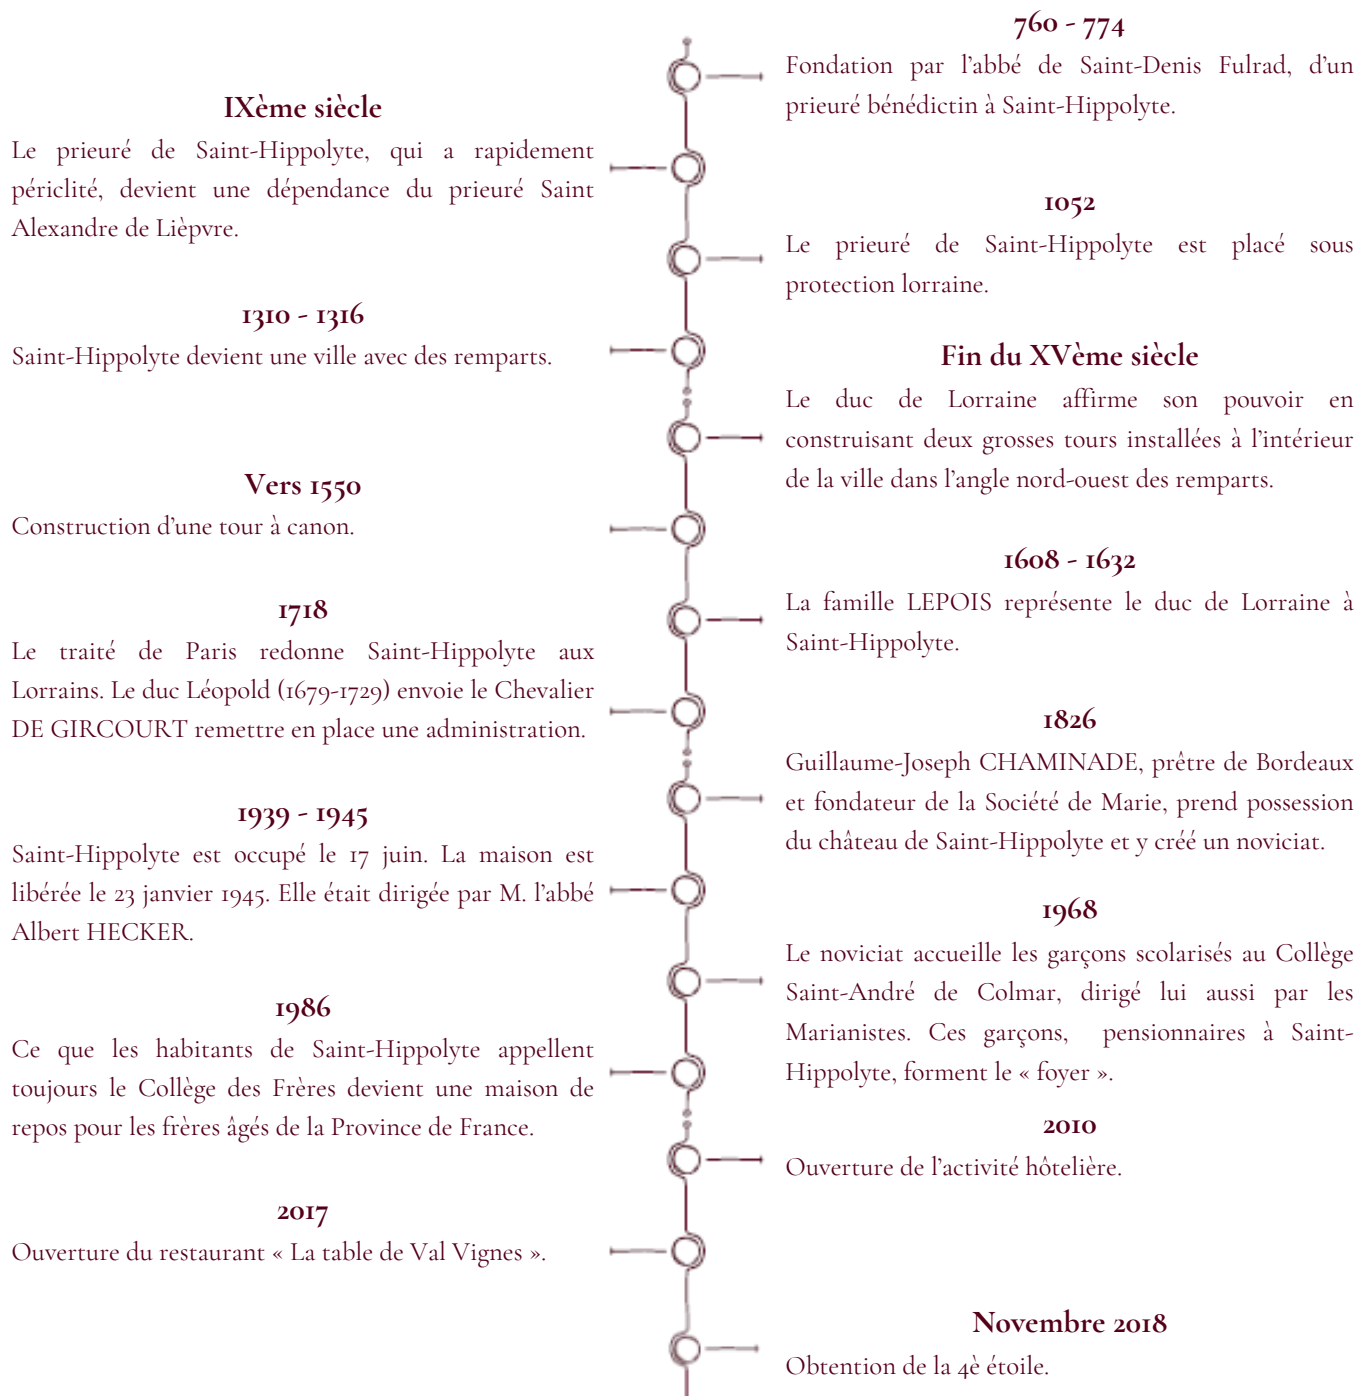 760 - 774
Fondation par l'abbé de Saint-Denis Fulrad, d'un
prieuré bénédictin à Saint-Hippolyte.
IXème siècle
Le prieuré de Saint-Hippolyte, qui a rapidement
périclité, devient une dépendance du prieuré Saint
Alexandre de Lièpvre.
1052
Le prieuré de Saint-Hippolyte est placé sous
protection lorraine.
1310 - 1316
Saint-Hippolyte devient une ville avec des remparts.
Fin du XVème siècle
Le duc de Lorraine affirme son pouvoir en
construisant deux grosses tours installées à l'intérieur
de la ville dans l'angle nord-ouest des remparts.
Vers 1550
Construction d'une tour à canon.
1608 - 1632
La famille LEPOIS représente le duc de Lorraine à
Saint-Hippolyte.
1718
Le traité de Paris redonne Saint-Hippolyte aux
Lorrains. Le duc Léopold (1679-1729) envoie le Chevalier
DE GIRCOURT remettre en place une administration.
1826
Guillaume-Joseph CHAMINADE, prêtre de Bordeaux
et fondateur de la Société de Marie, prend possession
du château de Saint-Hippolyte et y créé un noviciat.
1939 - 1945
Saint-Hippolyte est occupé le 17 juin. La maison est
libérée le 23 janvier 1945. Elle était dirigée par M. l'abbé
Albert HECKER.
1968
Le noviciat accueille les garçons scolarisés au Collège
Saint-André de Colmar, dirigé lui aussi par les
Marianistes. Ces garçons, pensionnaires à Saint-
Hippolyte, forment le « foyer ».
1986
Ce que les habitants de Saint-Hippolyte appellent
toujours le Collège des Frères devient une maison de
repos pour les frères âgés de la Province de France.
2010
Ouverture de l'activité hôtelière.
2017
Ouverture du restaurant « La table de Val Vignes ».
Novembre 2018
Obtention de la 4è étoile.